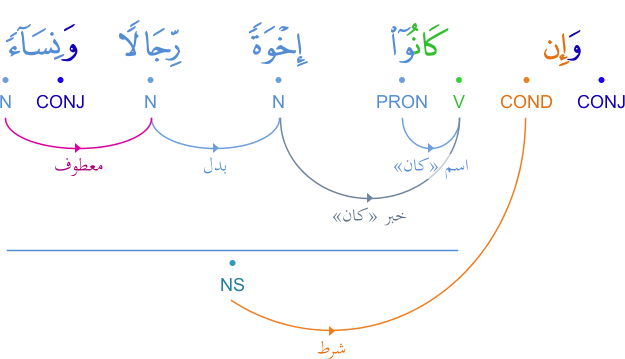 وَإِن كَانُوٓا۟ إِخْوَةً رِّجَالًا وَنِسَآءً
CONJ COND V PRON N N CONJ N
اسم «كان» بدل معطوف
خبر «كان»
NS
شرط